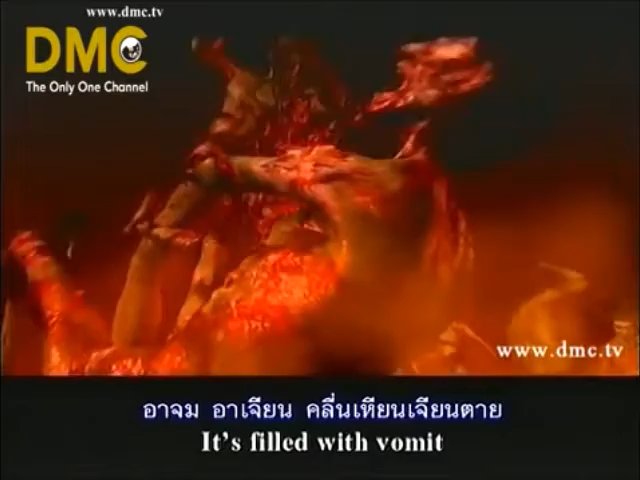 www.dmc.tv
DMC
The Only One Channel
www.dmc.tv
อาจม อาเจียน คลื่นเหียนเจียนตาย
It's filled with vomit